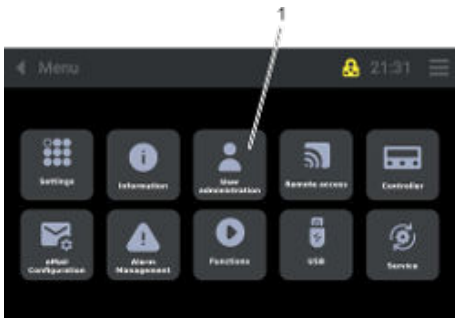 1
Menu 21:31
Settings Information User administration Remote access Controller
eMail Configuration Alarm Management Functions USB Service